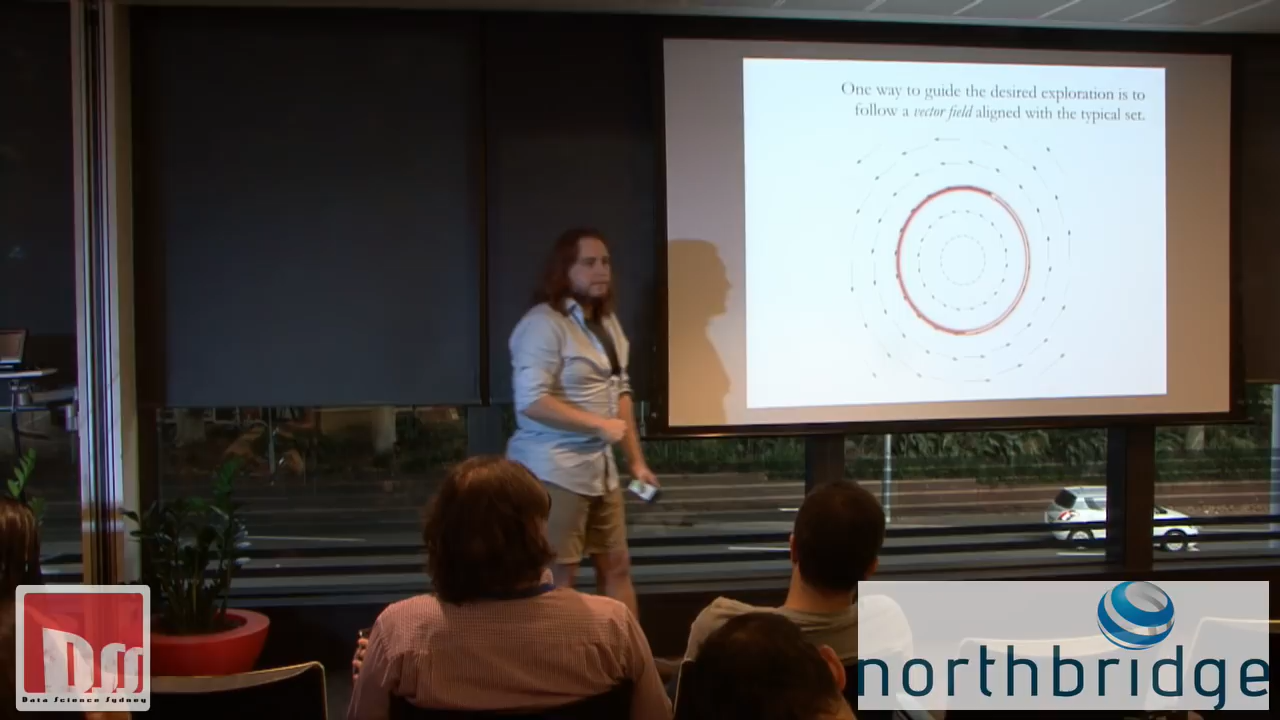 One way to guide the desired exploration is to
follow a vector field aligned with the typical set.
Data Science Sydney
northbridge